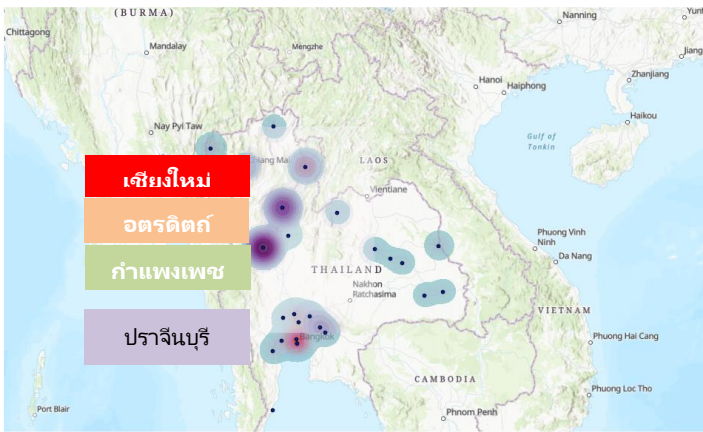 (BURMA)
Nanning
Chittagong
Mandalay
Mengzhe
Jiang
Zhanjiang
Hanoi
Haiphong
Haikou
Nay Pyi Taw
Gulf of
Tonkin
hiang Ma
LAOS
เชียงใหม่
Vientiane
อตรดิตถ์
Phuong Vinh
Ninh
Da Nang
กำแพงเพช
THAILAND
Nakhon
Ratchasima
VIETNAM
ปราจีนบุรี
Bangkok
Phuong Hai Cang
CAMBODIA
Phuong Loc Tho
Port Blair
Phnom Penh